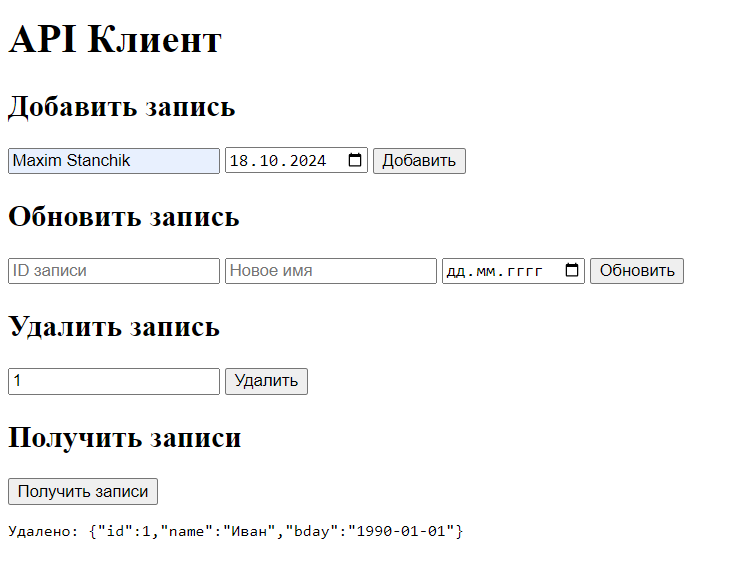 API Клиент
Добавить запись
Maxim Stanchik 18.10.2024 Добавить
Обновить запись
ID записи Новое имя дд.мм.гггг Обновить
Удалить запись
1 Удалить
Получить записи
Получить записи
Удалено: {"id":1,"name":"Иван","bday":"1990-01-01"}